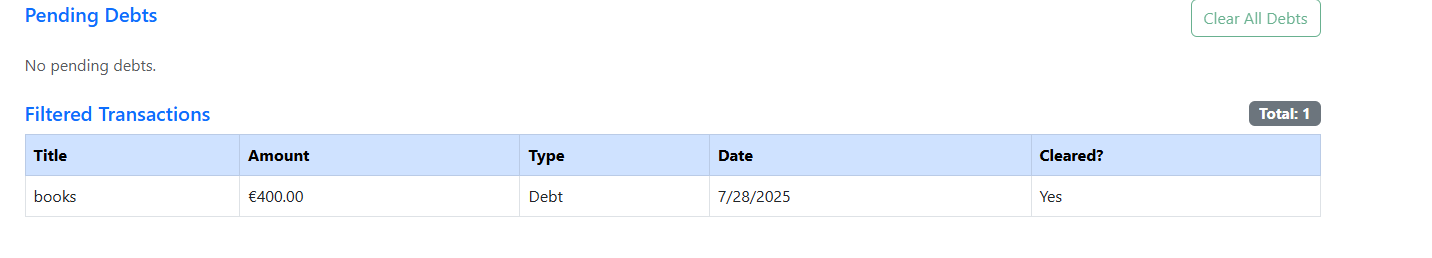 Pending Debts
Clear All Debts
No pending debts.
Filtered Transactions
Total: 1
Title Amount Type Date Cleared?
books €400.00 Debt 7/28/2025 Yes